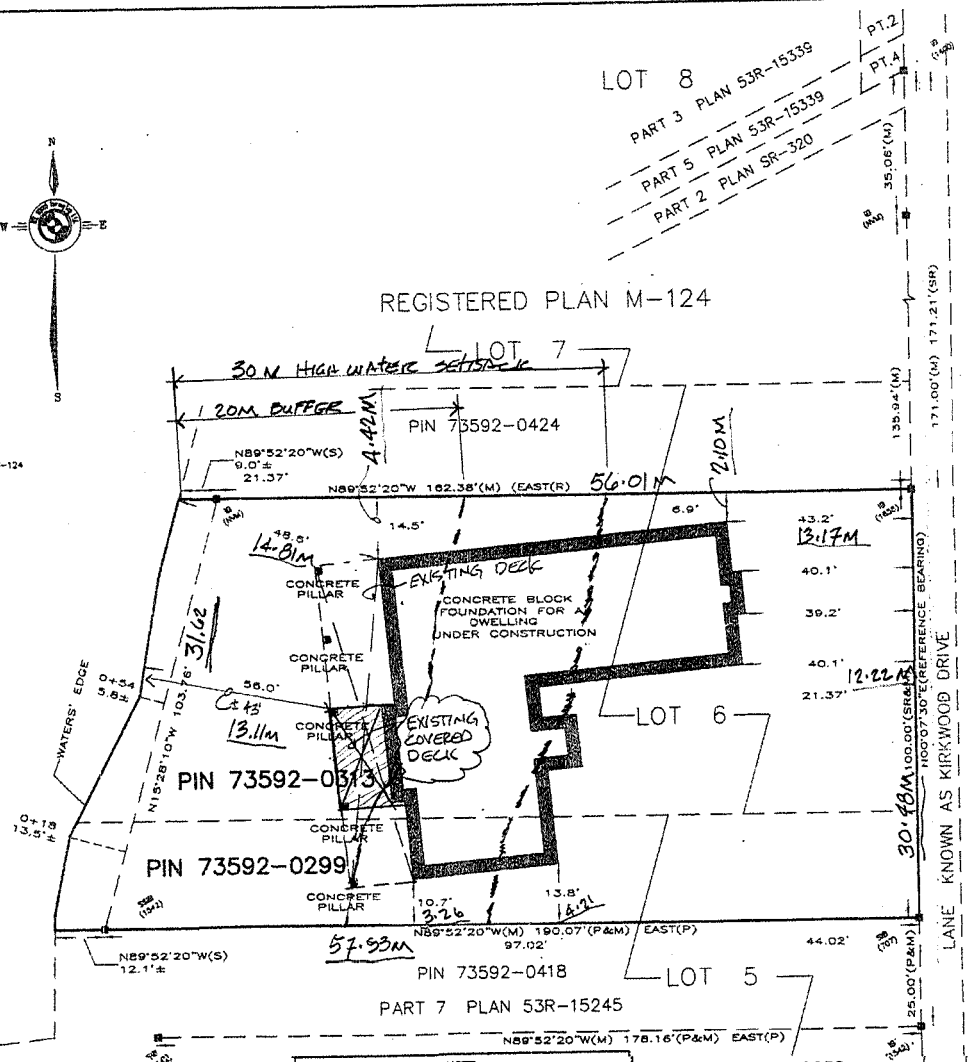 PT.2
LOT 8
PART 3 PLAN 53R-15339
PT.4
PART 5 PLAN 53R-15339
PART 2 PLAN SR-320
35.06'(M)
N
W
E
S
171.00'(M) 171.21'(SR)
REGISTERED PLAN M-124
LOT 7
30 M HIGH WATER SETBACK
20M BUFFER
4.42M
PIN 73592-0424
2.10M
135.94'(M)
-124
N89°52'20"W(S)
9.0'±
21.37'
N89°52'20"W 162.38'(M) (EAST(R)
56.01M
14.5'
6.9'
43.2'
13.17M
48.6'
14.81M
EXISTING DECK
CONCRETE
PILLAR
40.1'
CONCRETE BLOCK
FOUNDATION FOR A
DWELLING
UNDER CONSTRUCTION
39.2'
31.62
CONCRETE
PILLAR
40.1'
12.22M
21.37'
WATERS' EDGE
0+54
5.8±
56.0'
± 43'
13.11M
CONCRETE
PILLAR
EXISTING
COVERED
DECK
LOT 6
N15°28'10"W 103.76'
PIN 73592-0313
30.48M
100.00'(SR&M)
N00°07'30"E(REFERENCE BEARING)
LANE KNOWN AS KIRKWOOD DRIVE
0+18
13.5'±
CONCRETE
PILLAR
PIN 73592-0299
CONCRETE
PILLAR
SSIB
(1042)
10.7'
3.26
13.8'
4.21
N89°52'20"W(M) 190.07'(P&M) EAST(P)
57.93M
97.02'
44.02'
SIB
(707)
N89°52'20"W(S)
12.1'±
PIN 73592-0418
LOT 5
25.00'(P&M)
PART 7 PLAN 53R-15245
N89°52'20"W(M) 178.16'(P&M) EAST(P)